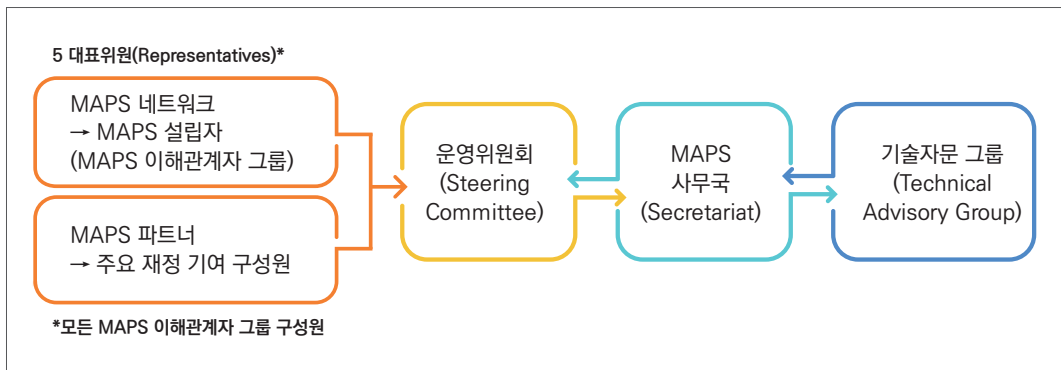 5 대표위원(Representatives)*
MAPS 네트워크
→ MAPS 설립자
(MAPS 이해관계자 그룹)
MAPS 파트너
→ 주요 재정 기여 구성원
*모든 MAPS 이해관계자 그룹 구성원
운영위원회
(Steering
Committee)
MAPS
사무국
(Secretariat)
기술자문 그룹
(Technical
Advisory Group)